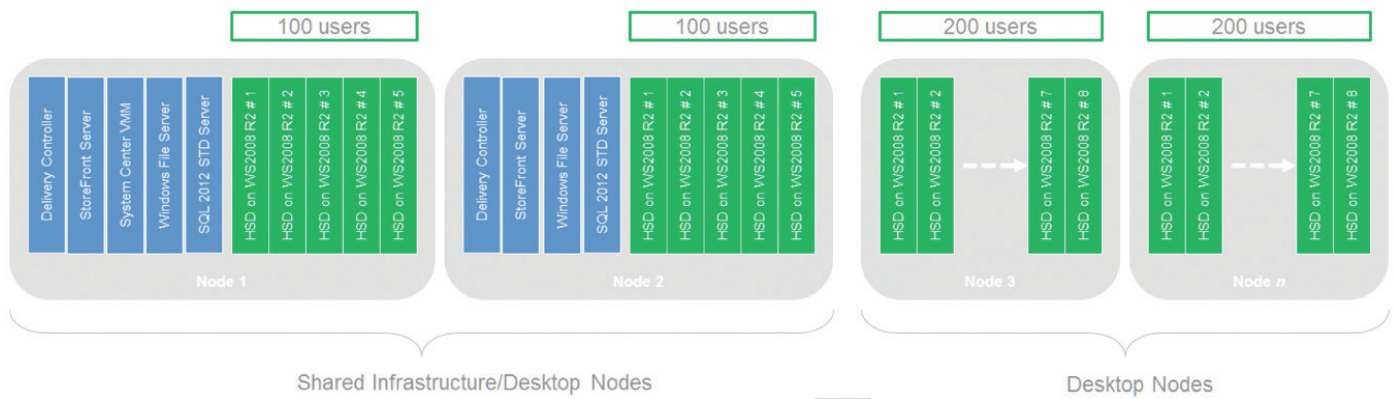 100 users
100 users
200 users
200 users
Delivery Controller
StoreFront Server
System Center VMM
Windows File Server
SQL 2012 STD Server
HSD on WS2008 R2 # 1
HSD on WS2008 R2 # 2
HSD on WS2008 R2 # 3
HSD on WS2008 R2 # 4
HSD on WS2008 R2 # 5
Node 1
Delivery Controller
StoreFront Server
Windows File Server
SQL 2012 STD Server
HSD on WS2008 R2 # 1
HSD on WS2008 R2 # 2
HSD on WS2008 R2 # 3
HSD on WS2008 R2 # 4
HSD on WS2008 R2 # 5
Node 2
HSD on WS2008 R2 # 1
HSD on WS2008 R2 # 2
HSD on WS2008 R2 # 7
HSD on WS2008 R2 # 8
Node 3
HSD on WS2008 R2 # 1
HSD on WS2008 R2 # 2
HSD on WS2008 R2 # 7
HSD on WS2008 R2 # 8
Node n
Shared Infrastructure/Desktop Nodes
Desktop Nodes